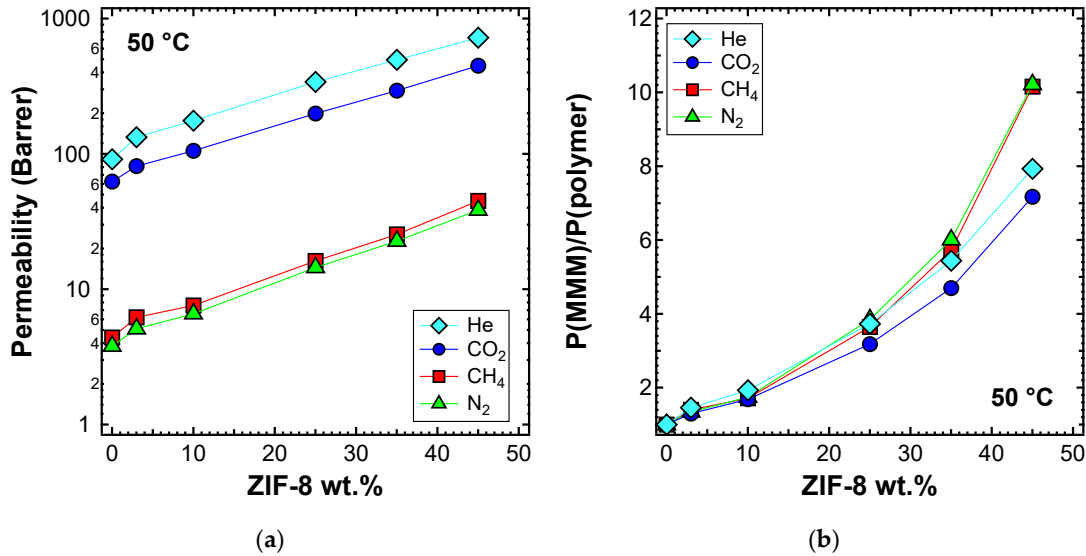 50 °C
Permeability (Barrer)
1000
6
4
2
100
6
4
2
10
6
4
2
1
0
10
20
30
40
50
ZIF-8 wt.%
He
CO₂
CH₄
N₂
(a)
P(MMM)/P(polymer)
12
10
8
6
4
2
0
10
20
30
40
50
ZIF-8 wt.%
He
CO₂
CH₄
N₂
50 °C
(b)